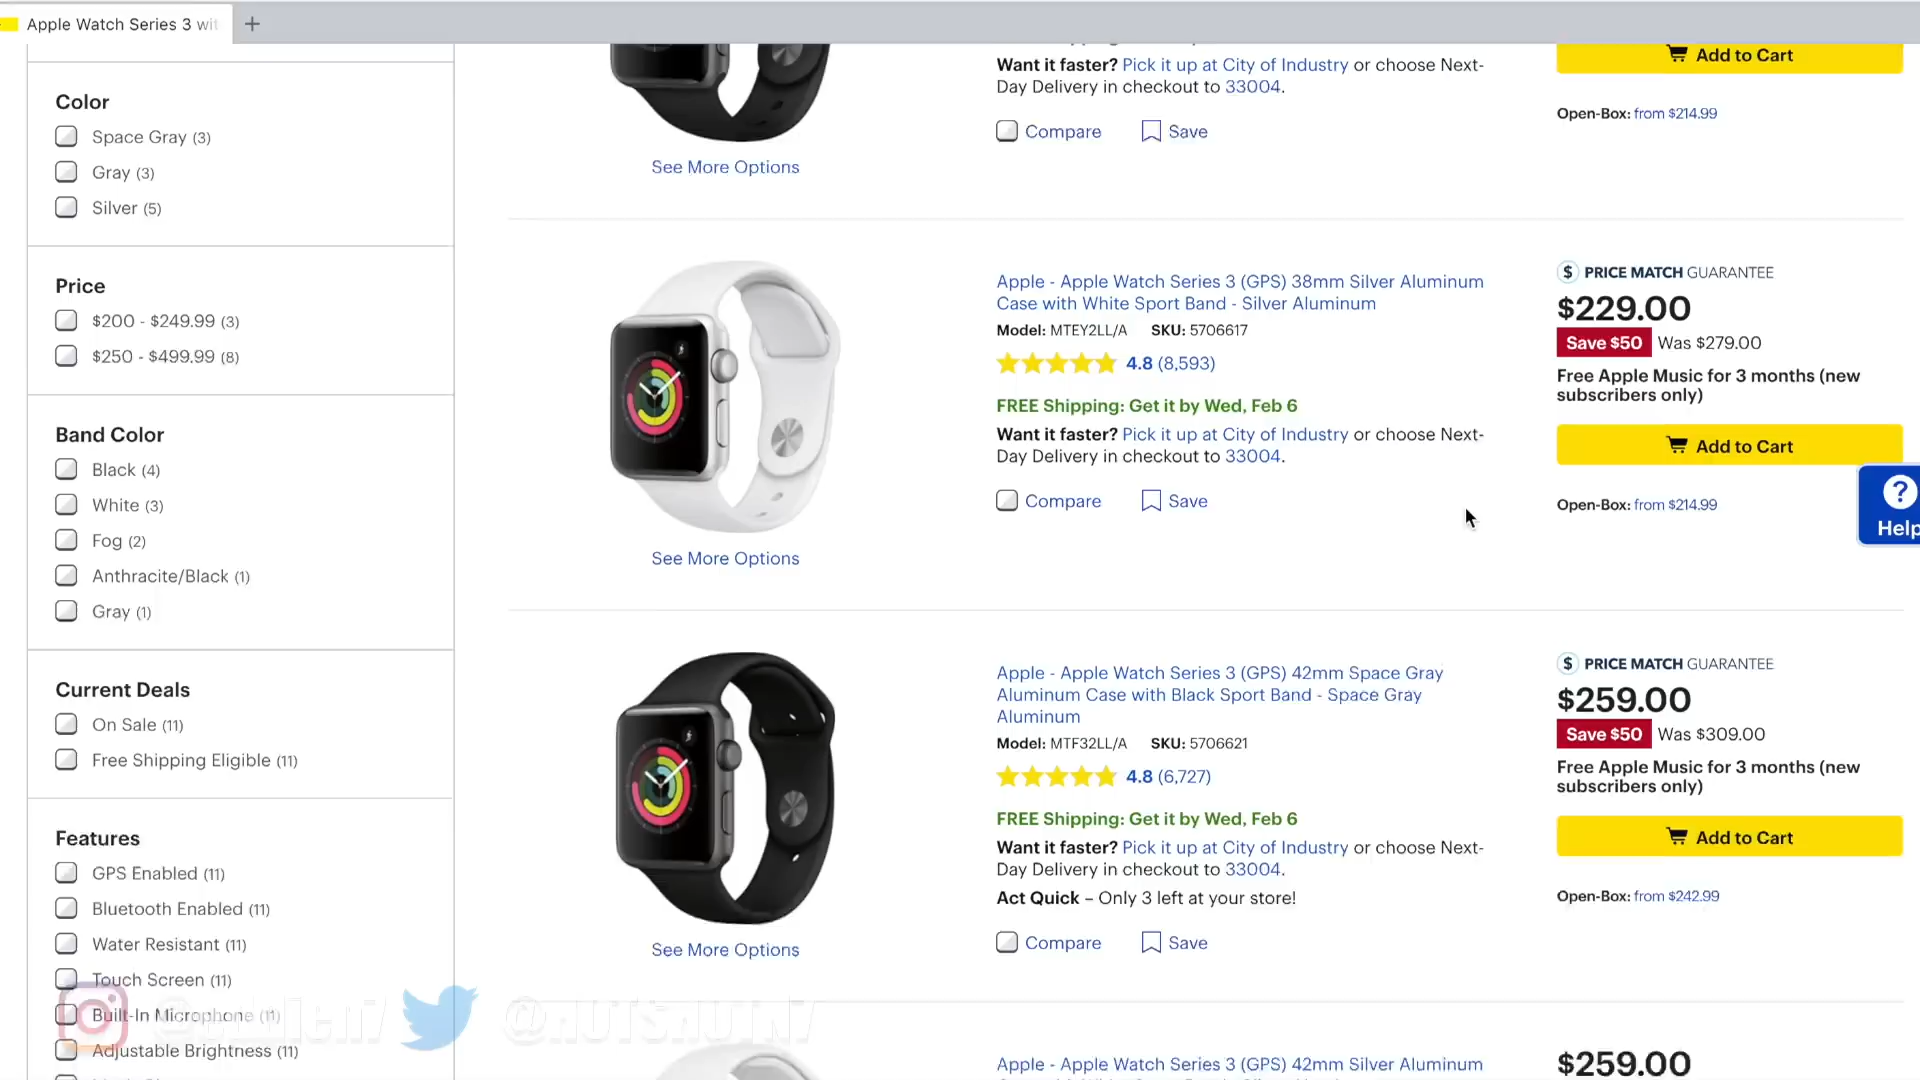 Apple Watch Series 3 wit
Color
Space Gray (3)
Gray (3)
Silver (5)
Price
$200 - $249.99 (3)
$250 - $499.99 (8)
Band Color
Black (4)
White (3)
Fog (2)
Anthracite/Black (1)
Gray (1)
Current Deals
On Sale (11)
Free Shipping Eligible (11)
Features
GPS Enabled (11)
Bluetooth Enabled (11)
Water Resistant (11)
Touch Screen (11)
Built-In Microphone (11)
Adjustable Brightness (11)
See More Options
Want it faster? Pick it up at City of Industry or choose Next-
Day Delivery in checkout to 33004.
Compare Save
Add to Cart
Open-Box: from $214.99
See More Options
Apple - Apple Watch Series 3 (GPS) 38mm Silver Aluminum
Case with White Sport Band - Silver Aluminum
Model: MTEY2LL/A SKU: 5706617
4.8 (8,593)
FREE Shipping: Get it by Wed, Feb 6
Want it faster? Pick it up at City of Industry or choose Next-
Day Delivery in checkout to 33004.
Compare Save
$ PRICE MATCH GUARANTEE
$229.00
Save $50 Was $279.00
Free Apple Music for 3 months (new
subscribers only)
Add to Cart
Open-Box: from $214.99
? Help
See More Options
Apple - Apple Watch Series 3 (GPS) 42mm Space Gray
Aluminum Case with Black Sport Band - Space Gray
Aluminum
Model: MTF32LL/A SKU: 5706621
4.8 (6,727)
FREE Shipping: Get it by Wed, Feb 6
Want it faster? Pick it up at City of Industry or choose Next-
Day Delivery in checkout to 33004.
Act Quick – Only 3 left at your store!
Compare Save
$ PRICE MATCH GUARANTEE
$259.00
Save $50 Was $309.00
Free Apple Music for 3 months (new
subscribers only)
Add to Cart
Open-Box: from $242.99
Apple - Apple Watch Series 3 (GPS) 42mm Silver Aluminum
$259.00